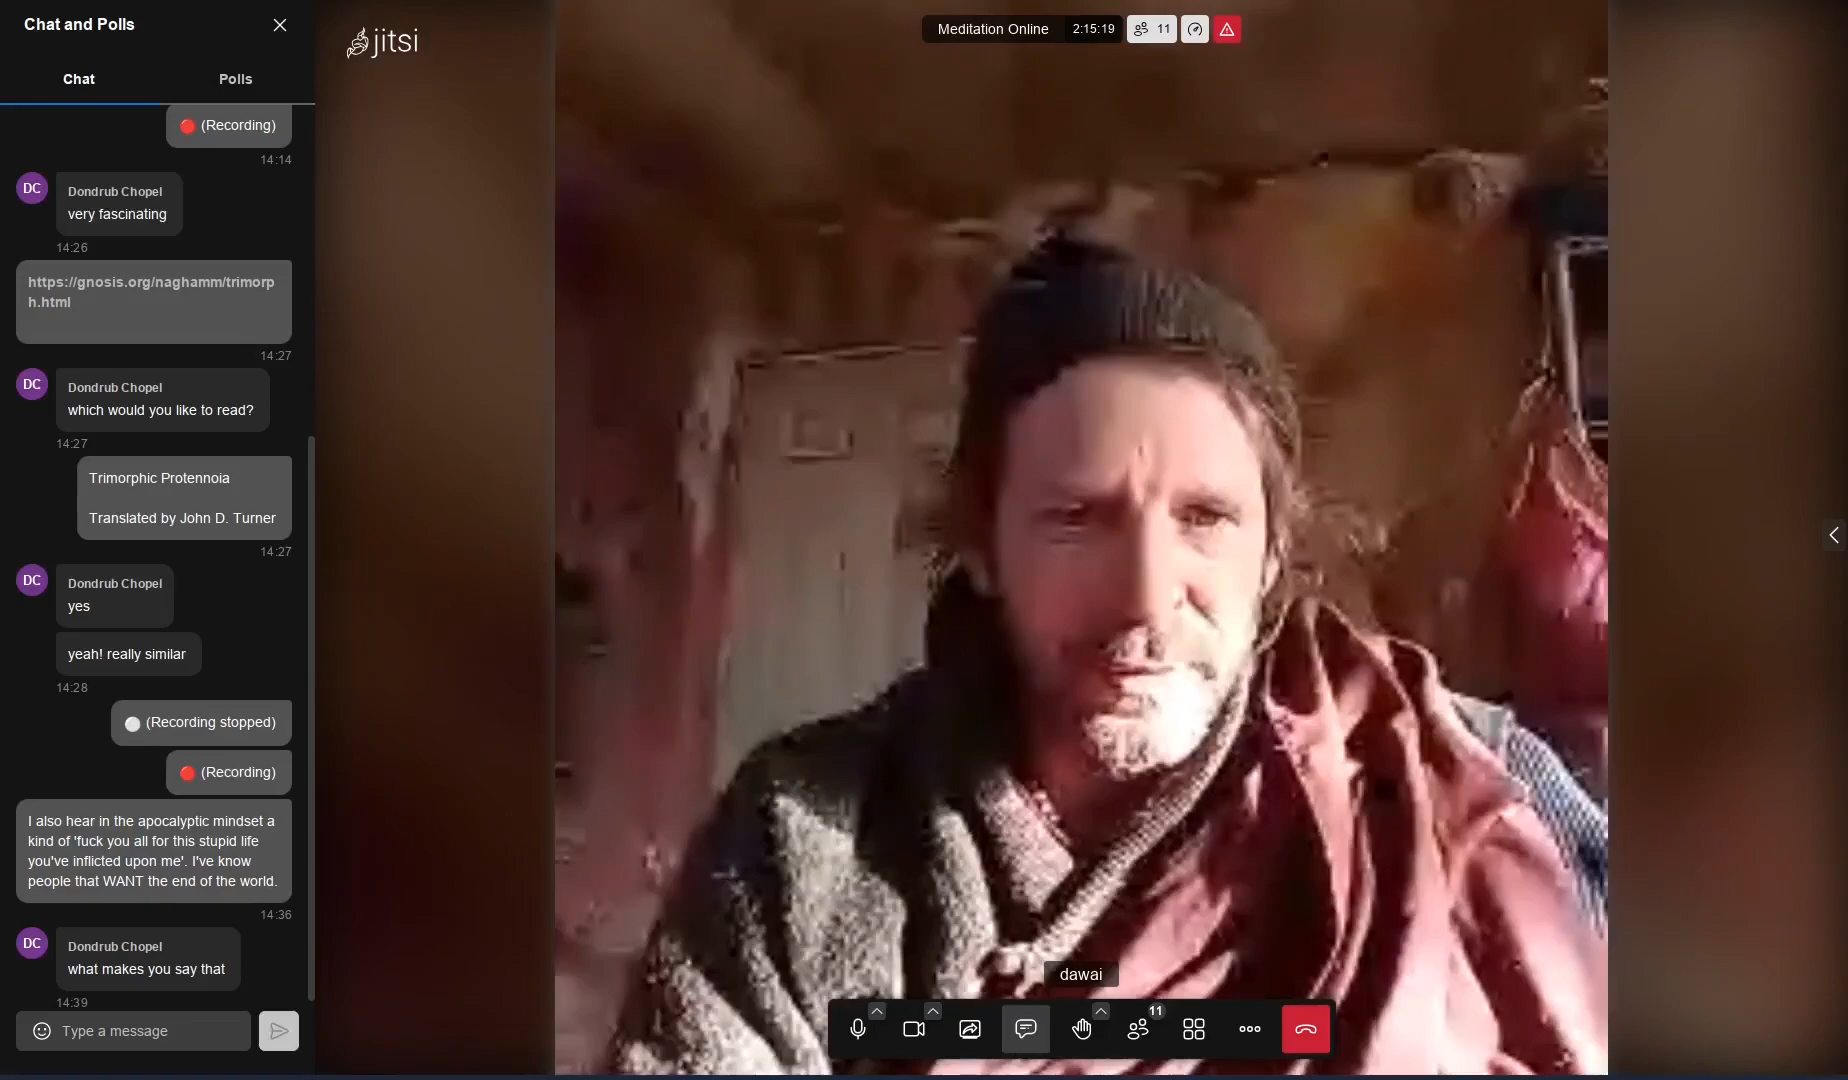 Chat and Polls
Chat
Polls
(Recording)
14:14
DC
Dondrub Chopel
very fascinating
14:26
https://gnosis.org/naghamm/trimorp
h.html
14:27
DC
Dondrub Chopel
which would you like to read?
14:27
Trimorphic Protennoia
Translated by John D. Turner
14:27
DC
Dondrub Chopel
yes
yeah! really similar
14:28
(Recording stopped)
(Recording)
I also hear in the apocalyptic mindset a
kind of 'fuck you all for this stupid life
you've inflicted upon me'. I've know
people that WANT the end of the world.
14:36
DC
Dondrub Chopel
what makes you say that
14:39
Type a message
jitsi
Meditation Online 2:15:19 11
dawai
11